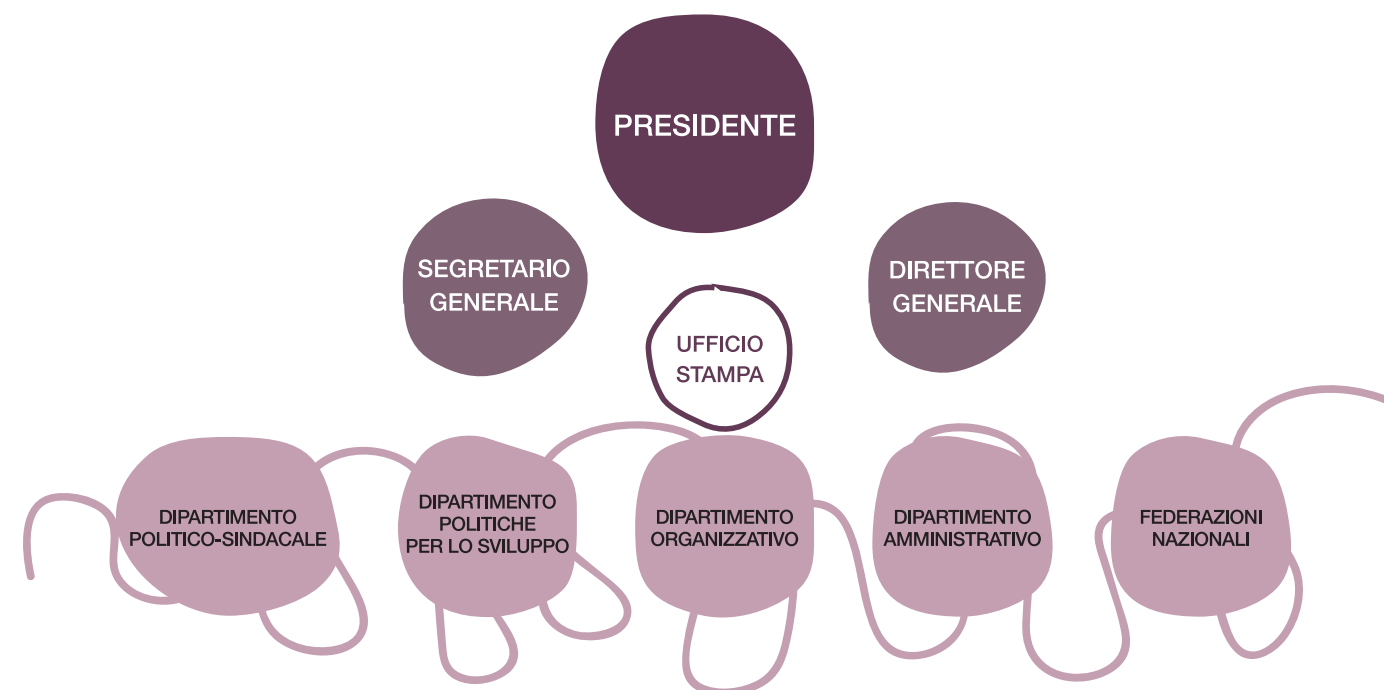 PRESIDENTE
SEGRETARIO
GENERALE
DIRETTORE
GENERALE
UFFICIO
STAMPA
DIPARTIMENTO
POLITICO-SINDACALE
DIPARTIMENTO
POLITICHE
PER LO SVILUPPO
DIPARTIMENTO
ORGANIZZATIVO
DIPARTIMENTO
AMMINISTRATIVO
FEDERAZIONI
NAZIONALI